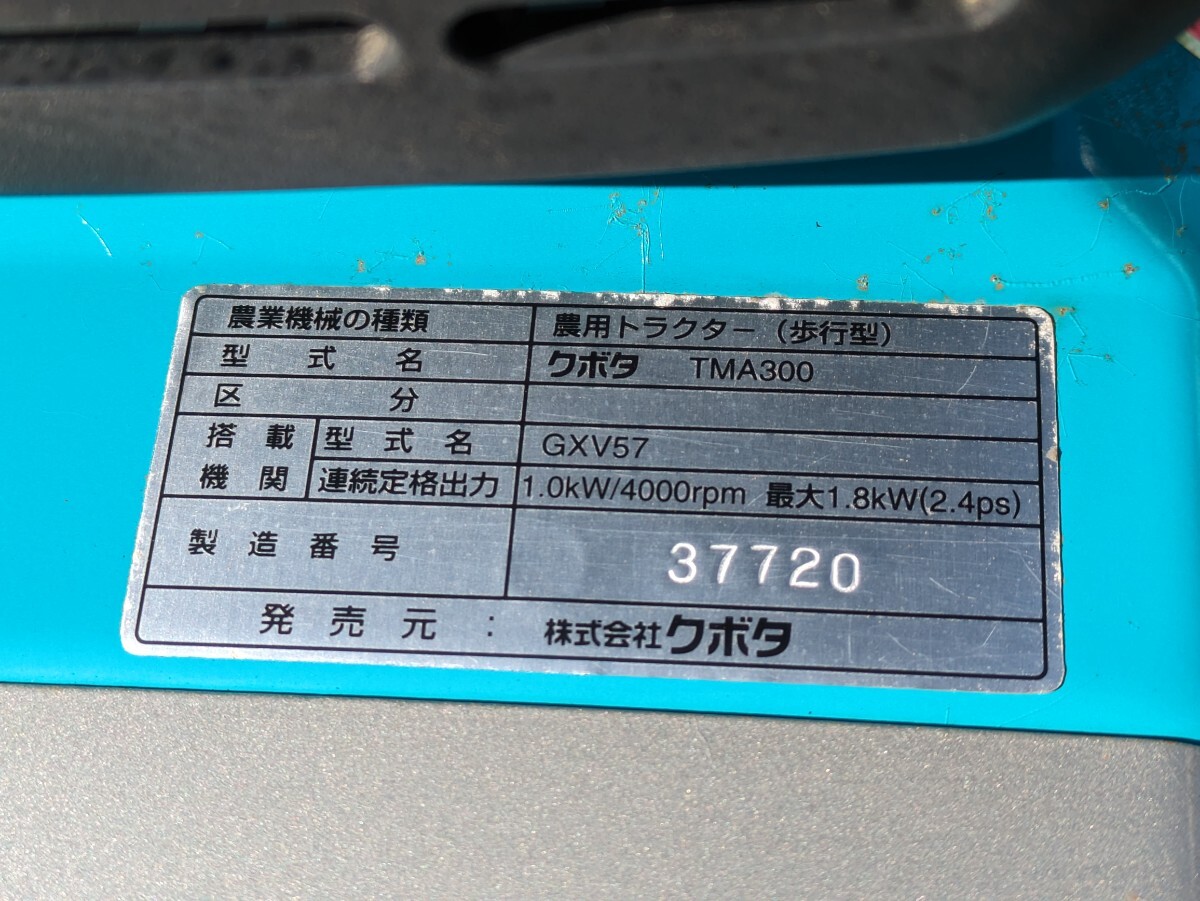 農業機械の種類 農用トラクター(歩行型)
型式名 クボタ TMA300
区分
搭載機関 型式名 GXV57
連続定格出力 1.0kW/4000rpm 最大1.8kW(2.4ps)
製造番号 37720
発売元: 株式会社クボタ